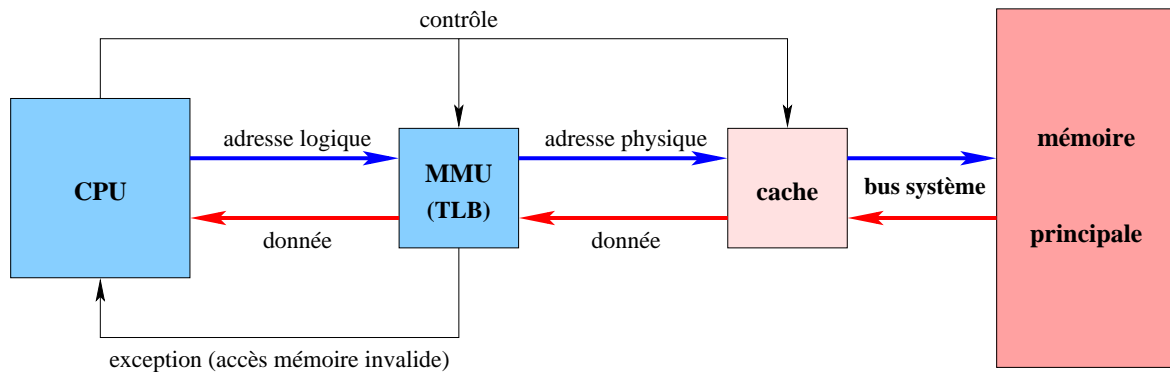 contrôle
adresse logique
adresse physique
CPU
MMU
(TLB)
cache
bus système
mémoire
principale
donnée
donnée
exception (accès mémoire invalide)